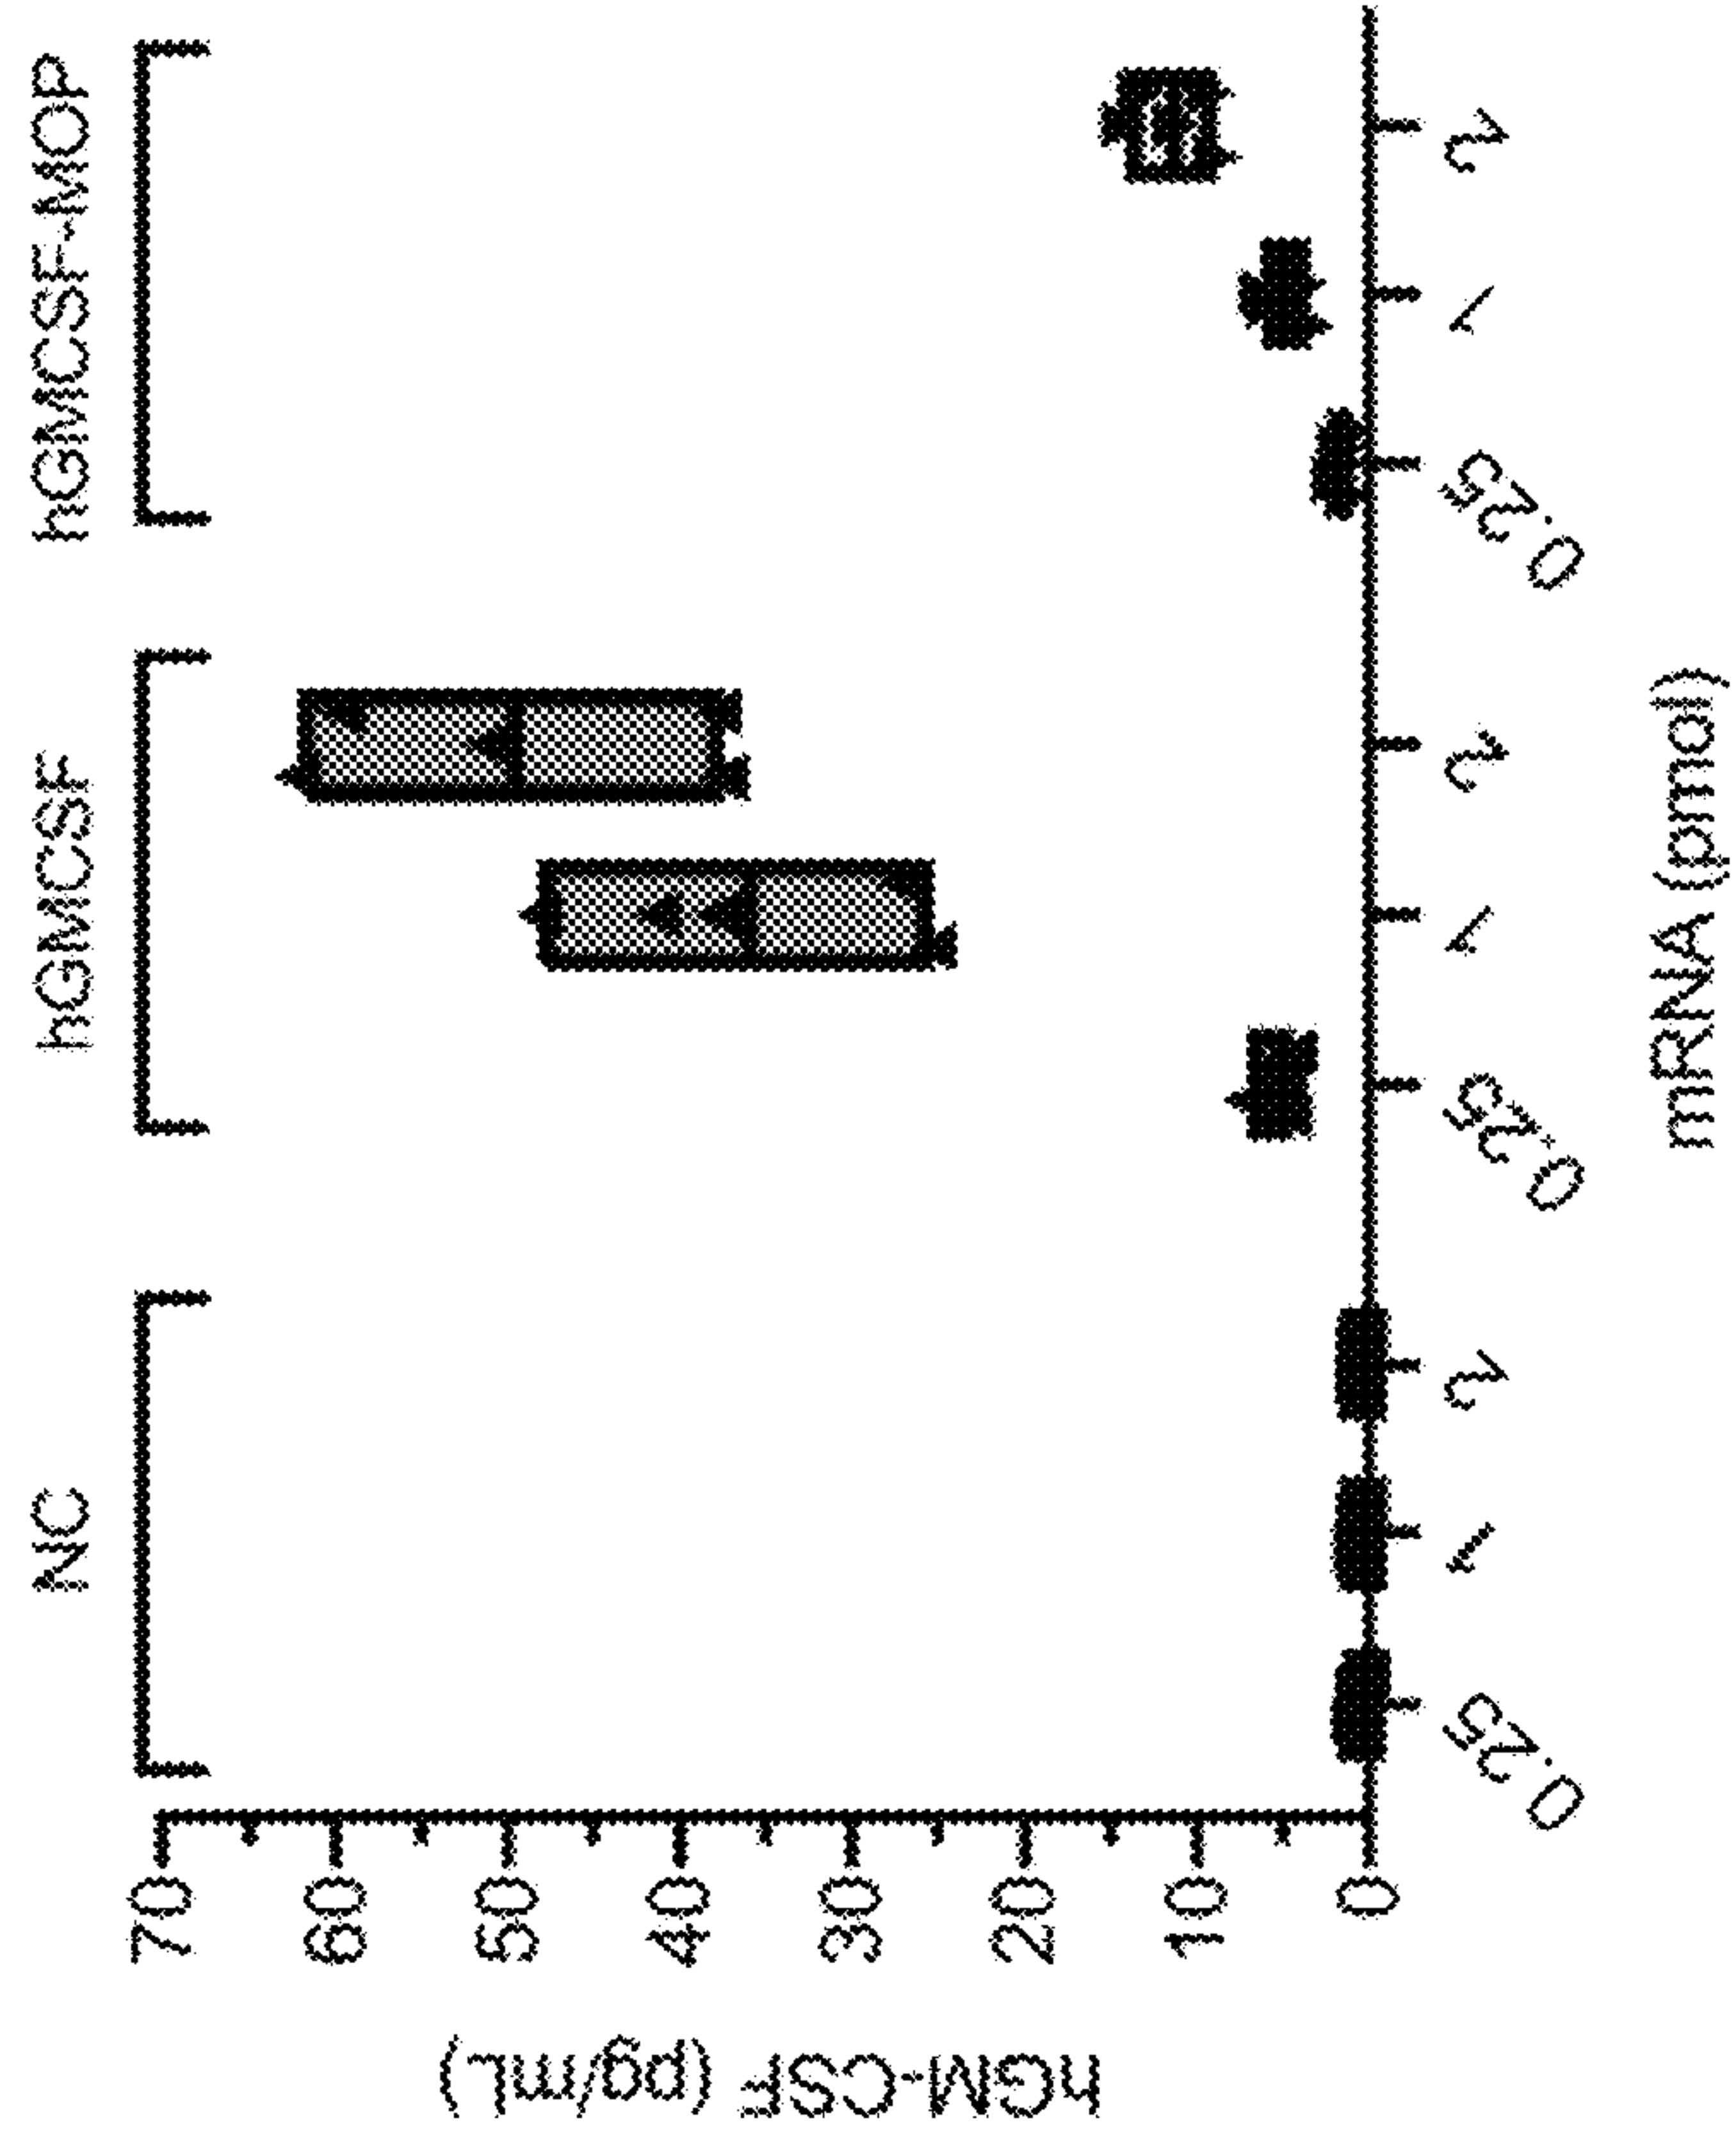 NC hGMCSF hGMCSF-MOP
hGM-CSF (pg/mL)
70
60
50
40
30
20
10
0
0.25 1 2 0.25 1 2 0.25 1 2
mRNA (pmol)